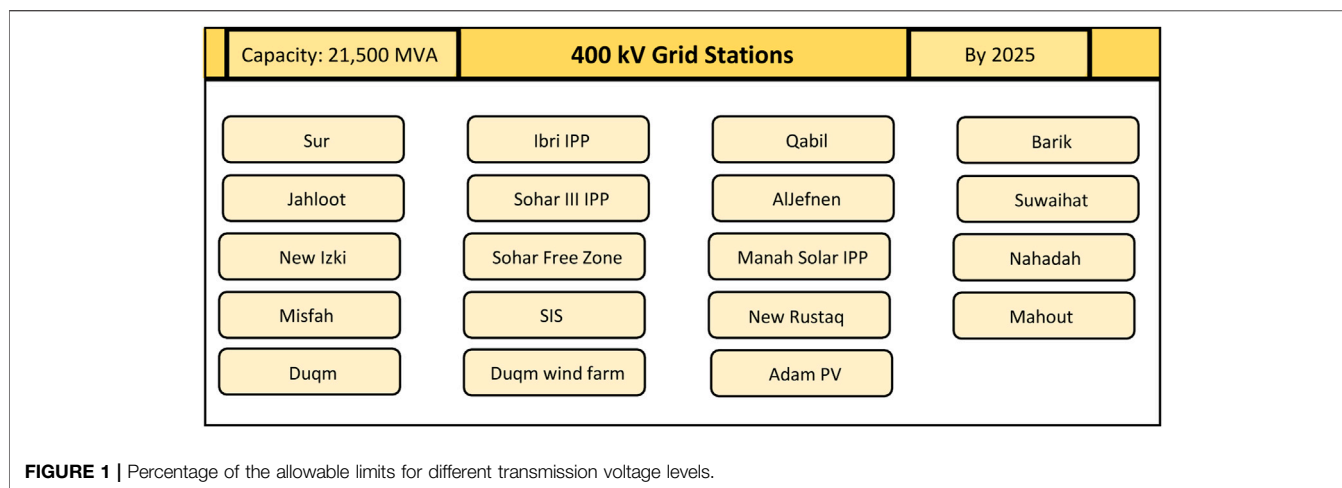 Capacity: 21,500 MVA 400 kV Grid Stations By 2025
Sur Ibri IPP Qabil Barik
Jahloot Sohar III IPP AlJefnen Suwaihat
New Izki Sohar Free Zone Manah Solar IPP Nahadah
Misfah SIS New Rustaq Mahout
Duqm Duqm wind farm Adam PV
FIGURE 1 | Percentage of the allowable limits for different transmission voltage levels.